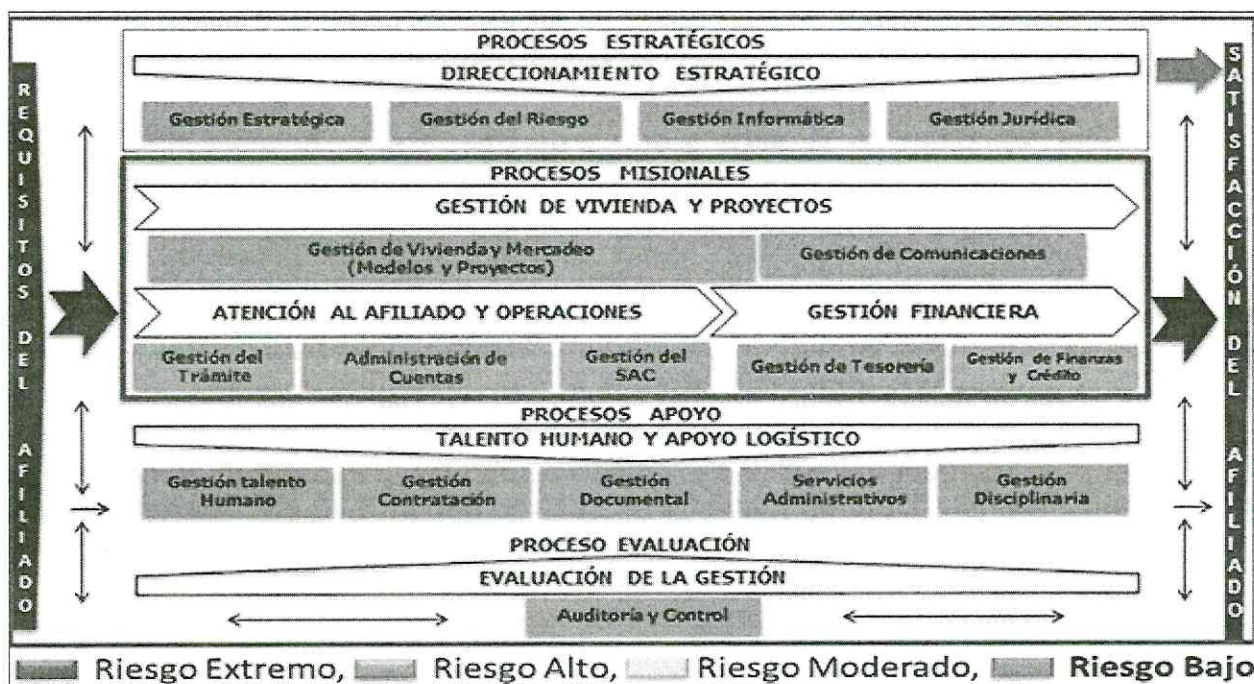 PROCESOS ESTRATÉGICOS
DIRECCIONAMIENTO ESTRATÉGICO
Gestión Estratégica
Gestión del Riesgo
Gestión Informática
Gestión Jurídica
REQUISITOS DEL AFILIADO
SATISFACCIÓN DEL AFILIADO
PROCESOS MISIONALES
GESTIÓN DE VIVIENDA Y PROYECTOS
Gestión de Vivienda y Mercadeo
(Modelos y Proyectos)
Gestión de Comunicaciones
ATENCIÓN AL AFILIADO Y OPERACIONES
GESTIÓN FINANCIERA
Gestión del
Trámite
Administración de
Cuentas
Gestión del
SAC
Gestión de Tesorería
Gestión de Finanzas
y Crédito
PROCESOS APOYO
TALENTO HUMANO Y APOYO LOGÍSTICO
Gestión talento
Humano
Gestión
Contratación
Gestión
Documental
Servicios
Administrativos
Gestión
Disciplinaria
PROCESO EVALUACIÓN
EVALUACIÓN DE LA GESTIÓN
Auditoría y Control
Riesgo Extremo, Riesgo Alto, Riesgo Moderado, Riesgo Bajo